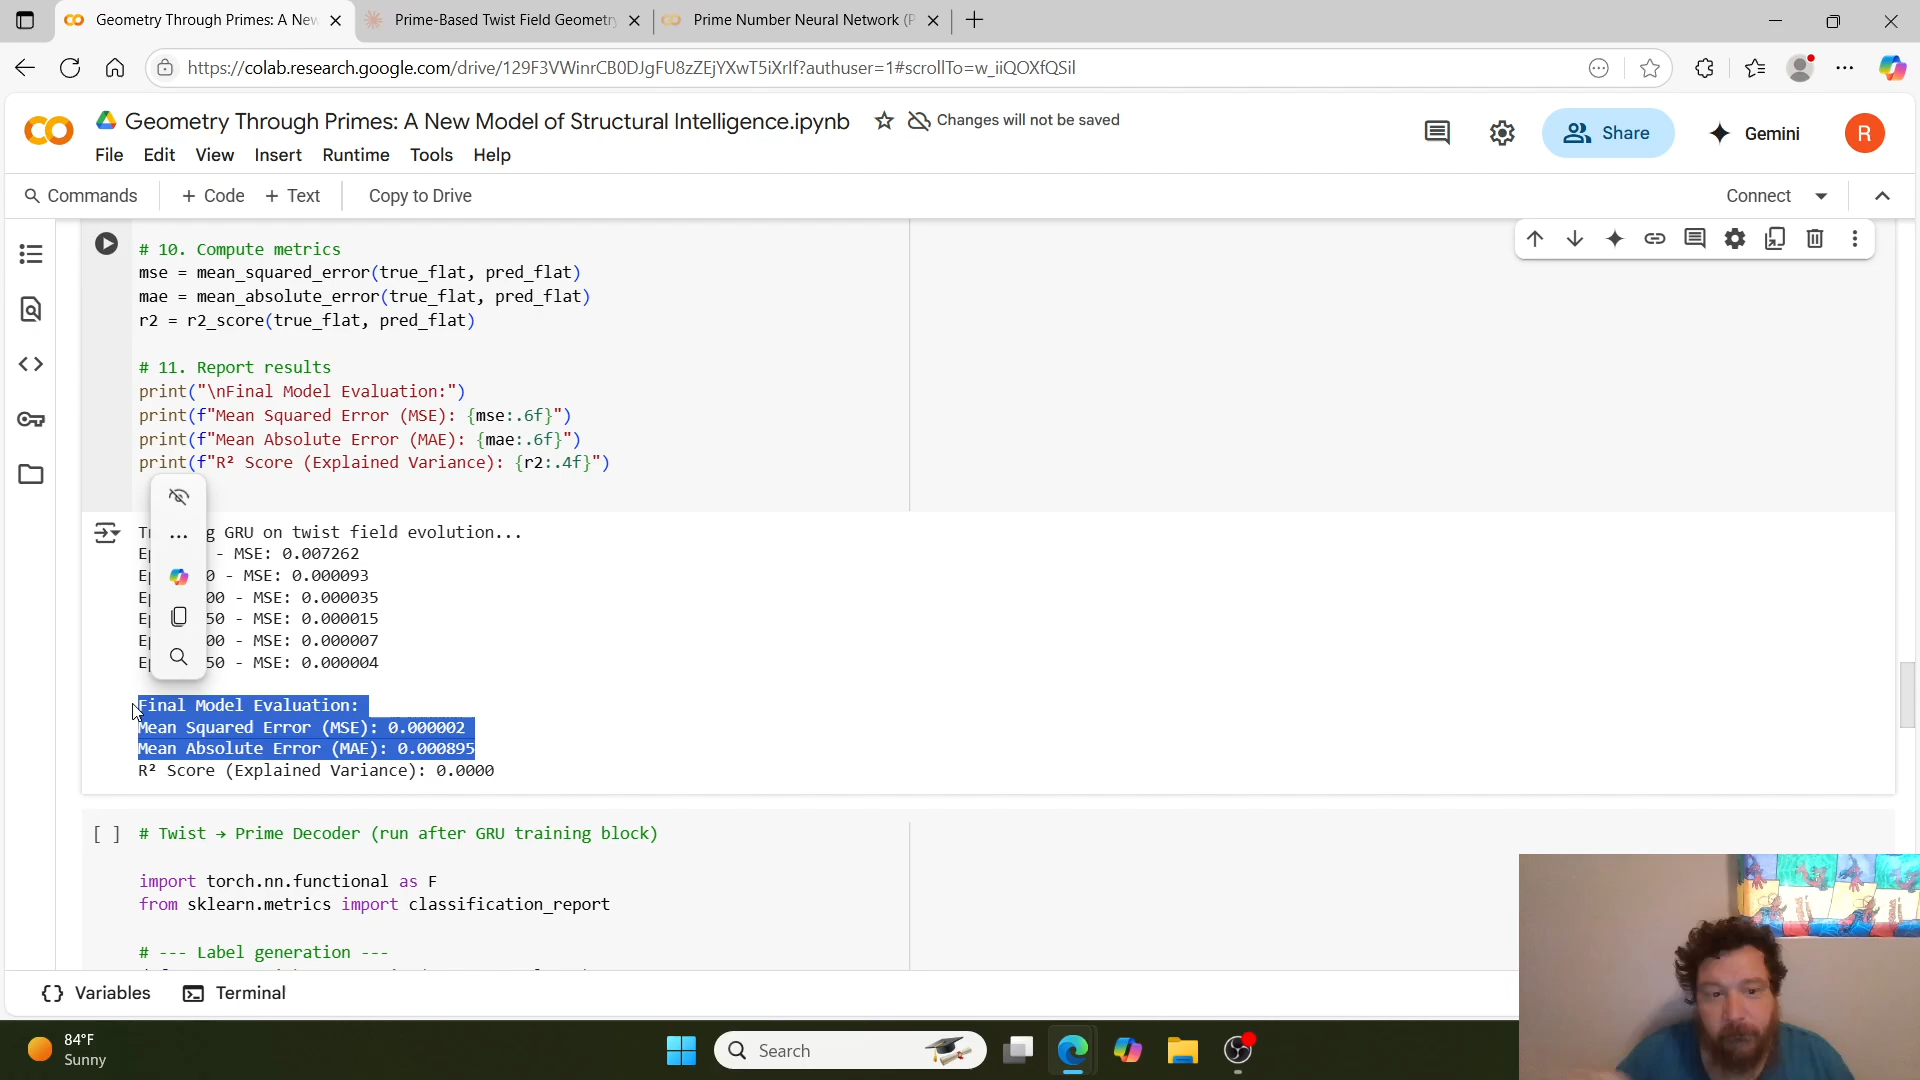 Geometry Through Primes: A New
Prime-Based Twist Field Geometry
Prime Number Neural Network (P
https://colab.research.google.com/drive/129F3VWinrCB0DJgFU8zZEjYXwT5iXrIf?authuser=1#scrollTo=w_iiQOXfQSil
Geometry Through Primes: A New Model of Structural Intelligence.ipynb
Changes will not be saved
File Edit View Insert Runtime Tools Help
Share
Gemini
R
Commands
+ Code + Text
Copy to Drive
Connect
# 10. Compute metrics
mse = mean_squared_error(true_flat, pred_flat)
mae = mean_absolute_error(true_flat, pred_flat)
r2 = r2_score(true_flat, pred_flat)
# 11. Report results
print("\nFinal Model Evaluation:")
print(f"Mean Squared Error (MSE): {mse:.6f}")
print(f"Mean Absolute Error (MAE): {mae:.6f}")
print(f"R² Score (Explained Variance): {r2:.4f}")
g GRU on twist field evolution...
- MSE: 0.007262
0 - MSE: 0.000093
00 - MSE: 0.000035
50 - MSE: 0.000015
00 - MSE: 0.000007
50 - MSE: 0.000004
Final Model Evaluation:
Mean Squared Error (MSE): 0.000002
Mean Absolute Error (MAE): 0.000895
R² Score (Explained Variance): 0.0000
[ ] # Twist → Prime Decoder (run after GRU training block)
import torch.nn.functional as F
from sklearn.metrics import classification_report
# --- Label generation ---
{} Variables
Terminal
84°F
Sunny
Search